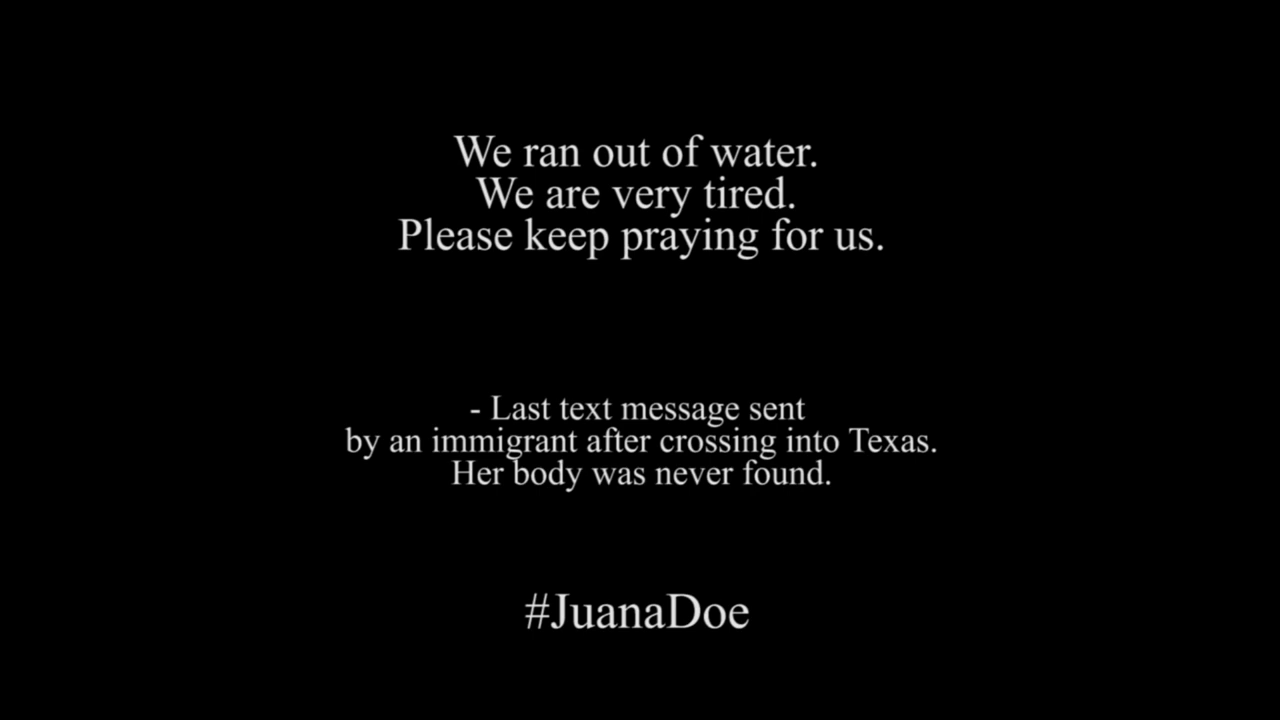 We ran out of water.
We are very tired.
Please keep praying for us.
- Last text message sent
by an immigrant after crossing into Texas.
Her body was never found.
#JuanaDoe